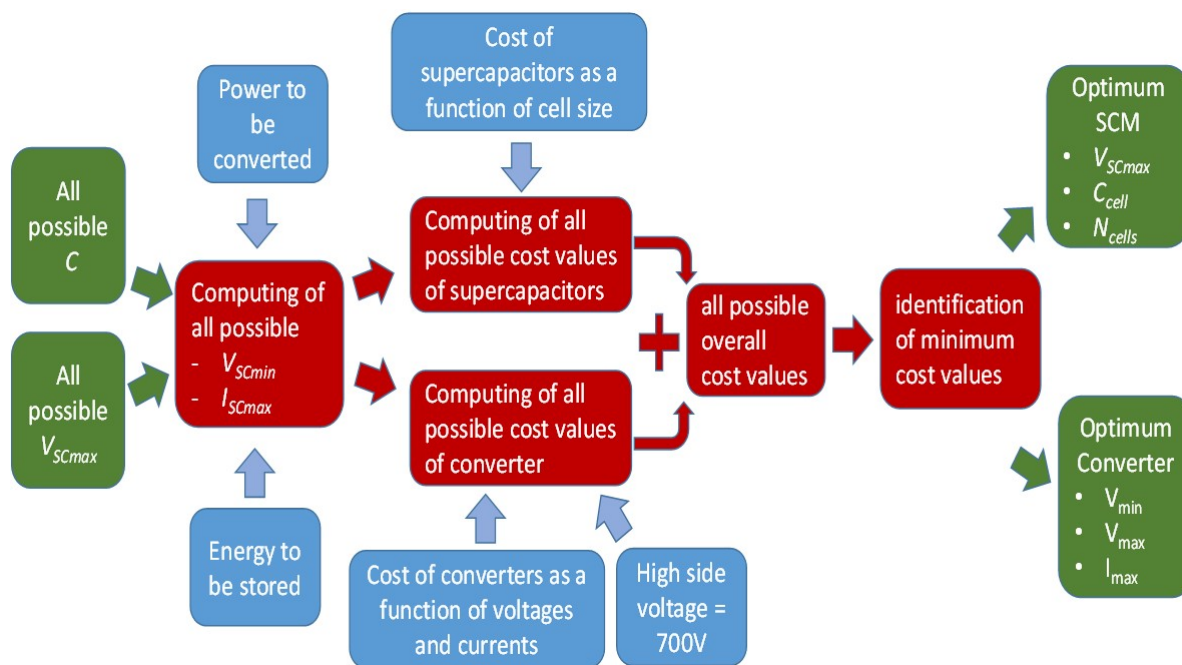 All
possible
C
All
possible
V_SCmax
Power to
be
converted
Computing of
all possible
- V_SCmin
- I_SCmax
Energy to
be stored
Cost of
supercapacitors as a
function of cell size
Computing of all
possible cost values
of supercapacitors
Computing of all
possible cost values
of converter
Cost of converters as a
function of voltages
and currents
High side
voltage =
700V
all possible
overall
cost values
identification
of minimum
cost values
Optimum
SCM
• V_SCmax
• C_cell
• N_cells
Optimum
Converter
• V_min
• V_max
• I_max